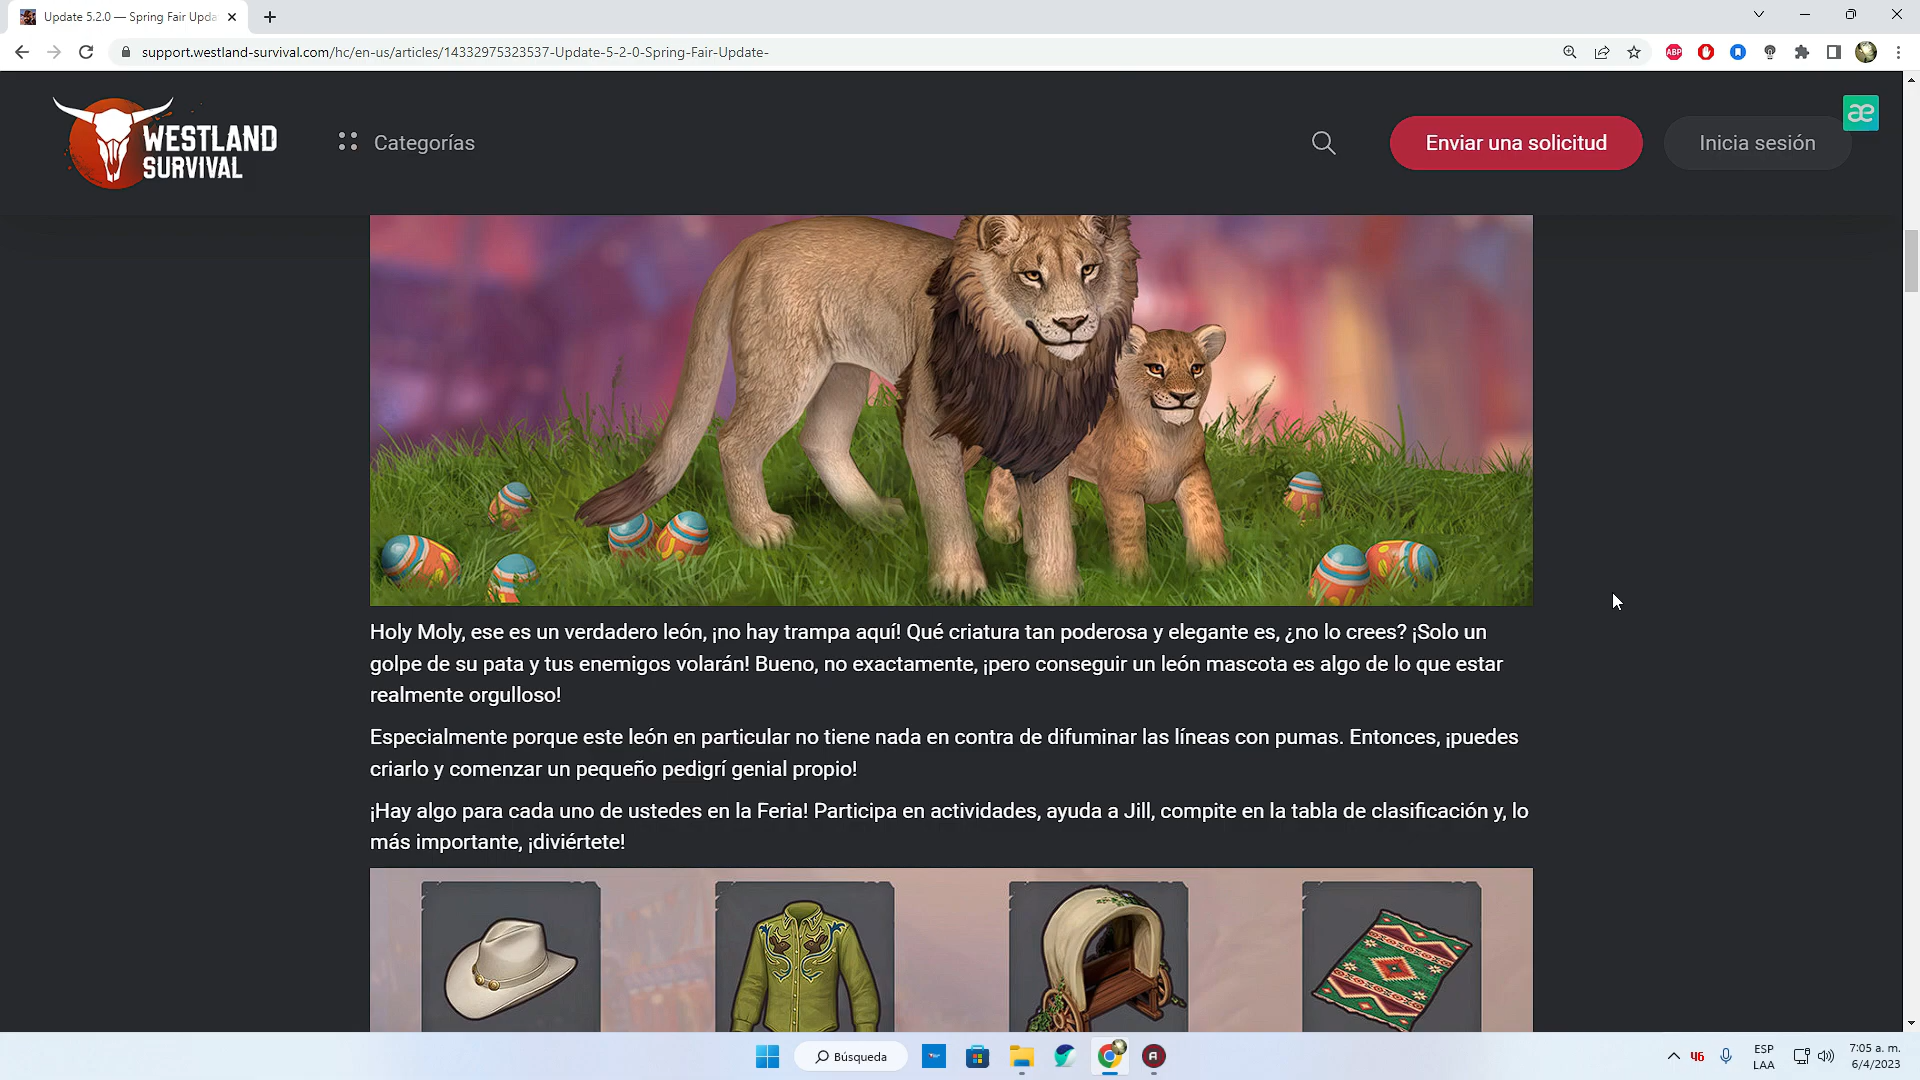 Update 5.2.0 — Spring Fair Upda
support.westland-survival.com/hc/en-us/articles/14332975323537-Update-5-2-0-Spring-Fair-Update-
ABP
WESTLAND
SURVIVAL
Categorías
Enviar una solicitud
Inicia sesión
æ
Holy Moly, ese es un verdadero león, ¡no hay trampa aquí! Qué criatura tan poderosa y elegante es, ¿no lo crees? ¡Solo un
golpe de su pata y tus enemigos volarán! Bueno, no exactamente, ¡pero conseguir un león mascota es algo de lo que estar
realmente orgulloso!
Especialmente porque este león en particular no tiene nada en contra de difuminar las líneas con pumas. Entonces, ¡puedes
criarlo y comenzar un pequeño pedigrí genial propio!
¡Hay algo para cada uno de ustedes en la Feria! Participa en actividades, ayuda a Jill, compite en la tabla de clasificación y, lo
más importante, ¡diviértete!
Búsqueda
ESP
LAA
7:05 a. m.
6/4/2023